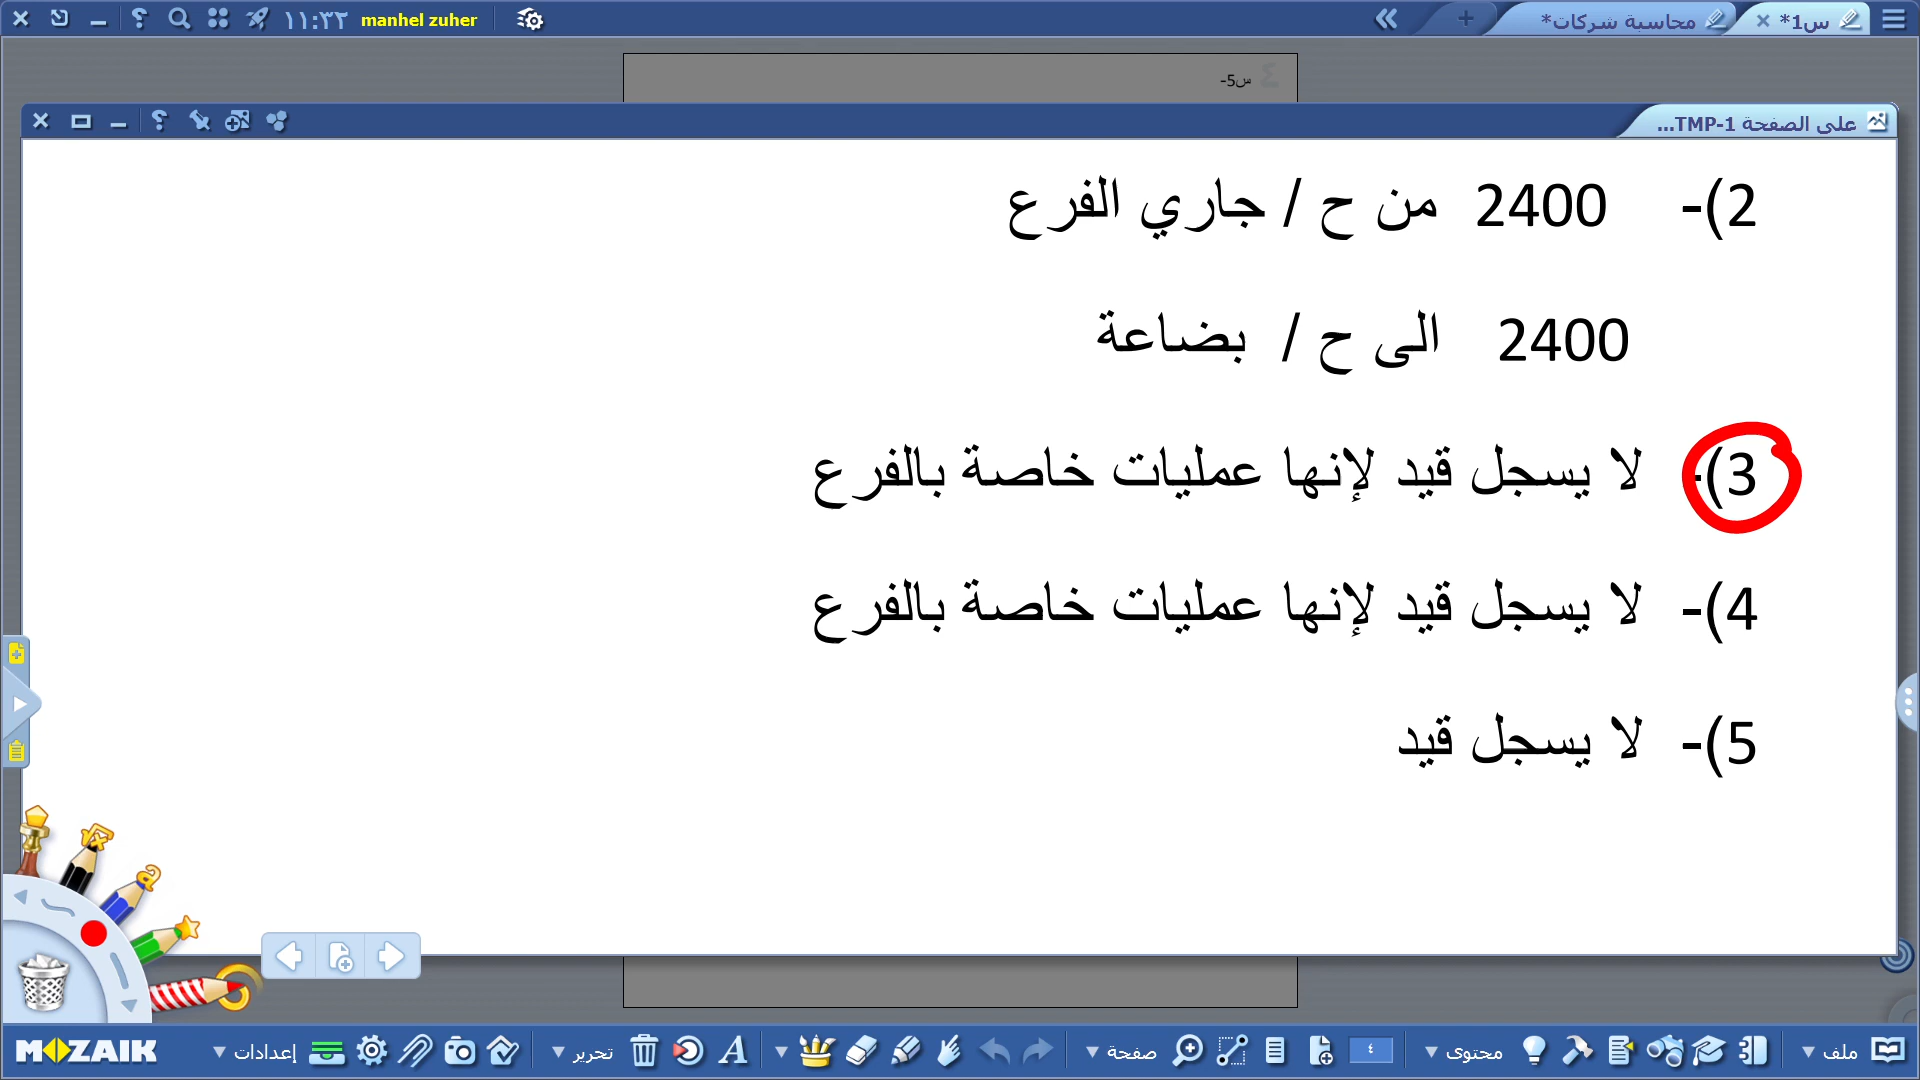 manhel zuher ١١:٣٢
محاسبة شركات*
س1*
س5-
على الصفحة TMP-1...
2)- 2400 من ح / جاري الفرع
2400 الى ح / بضاعة
3)- لا يسجل قيد لإنها عمليات خاصة بالفرع
4)- لا يسجل قيد لإنها عمليات خاصة بالفرع
5)- لا يسجل قيد
MOZAIK
إعدادات
تحرير
صفحة
٤
محتوى
ملف